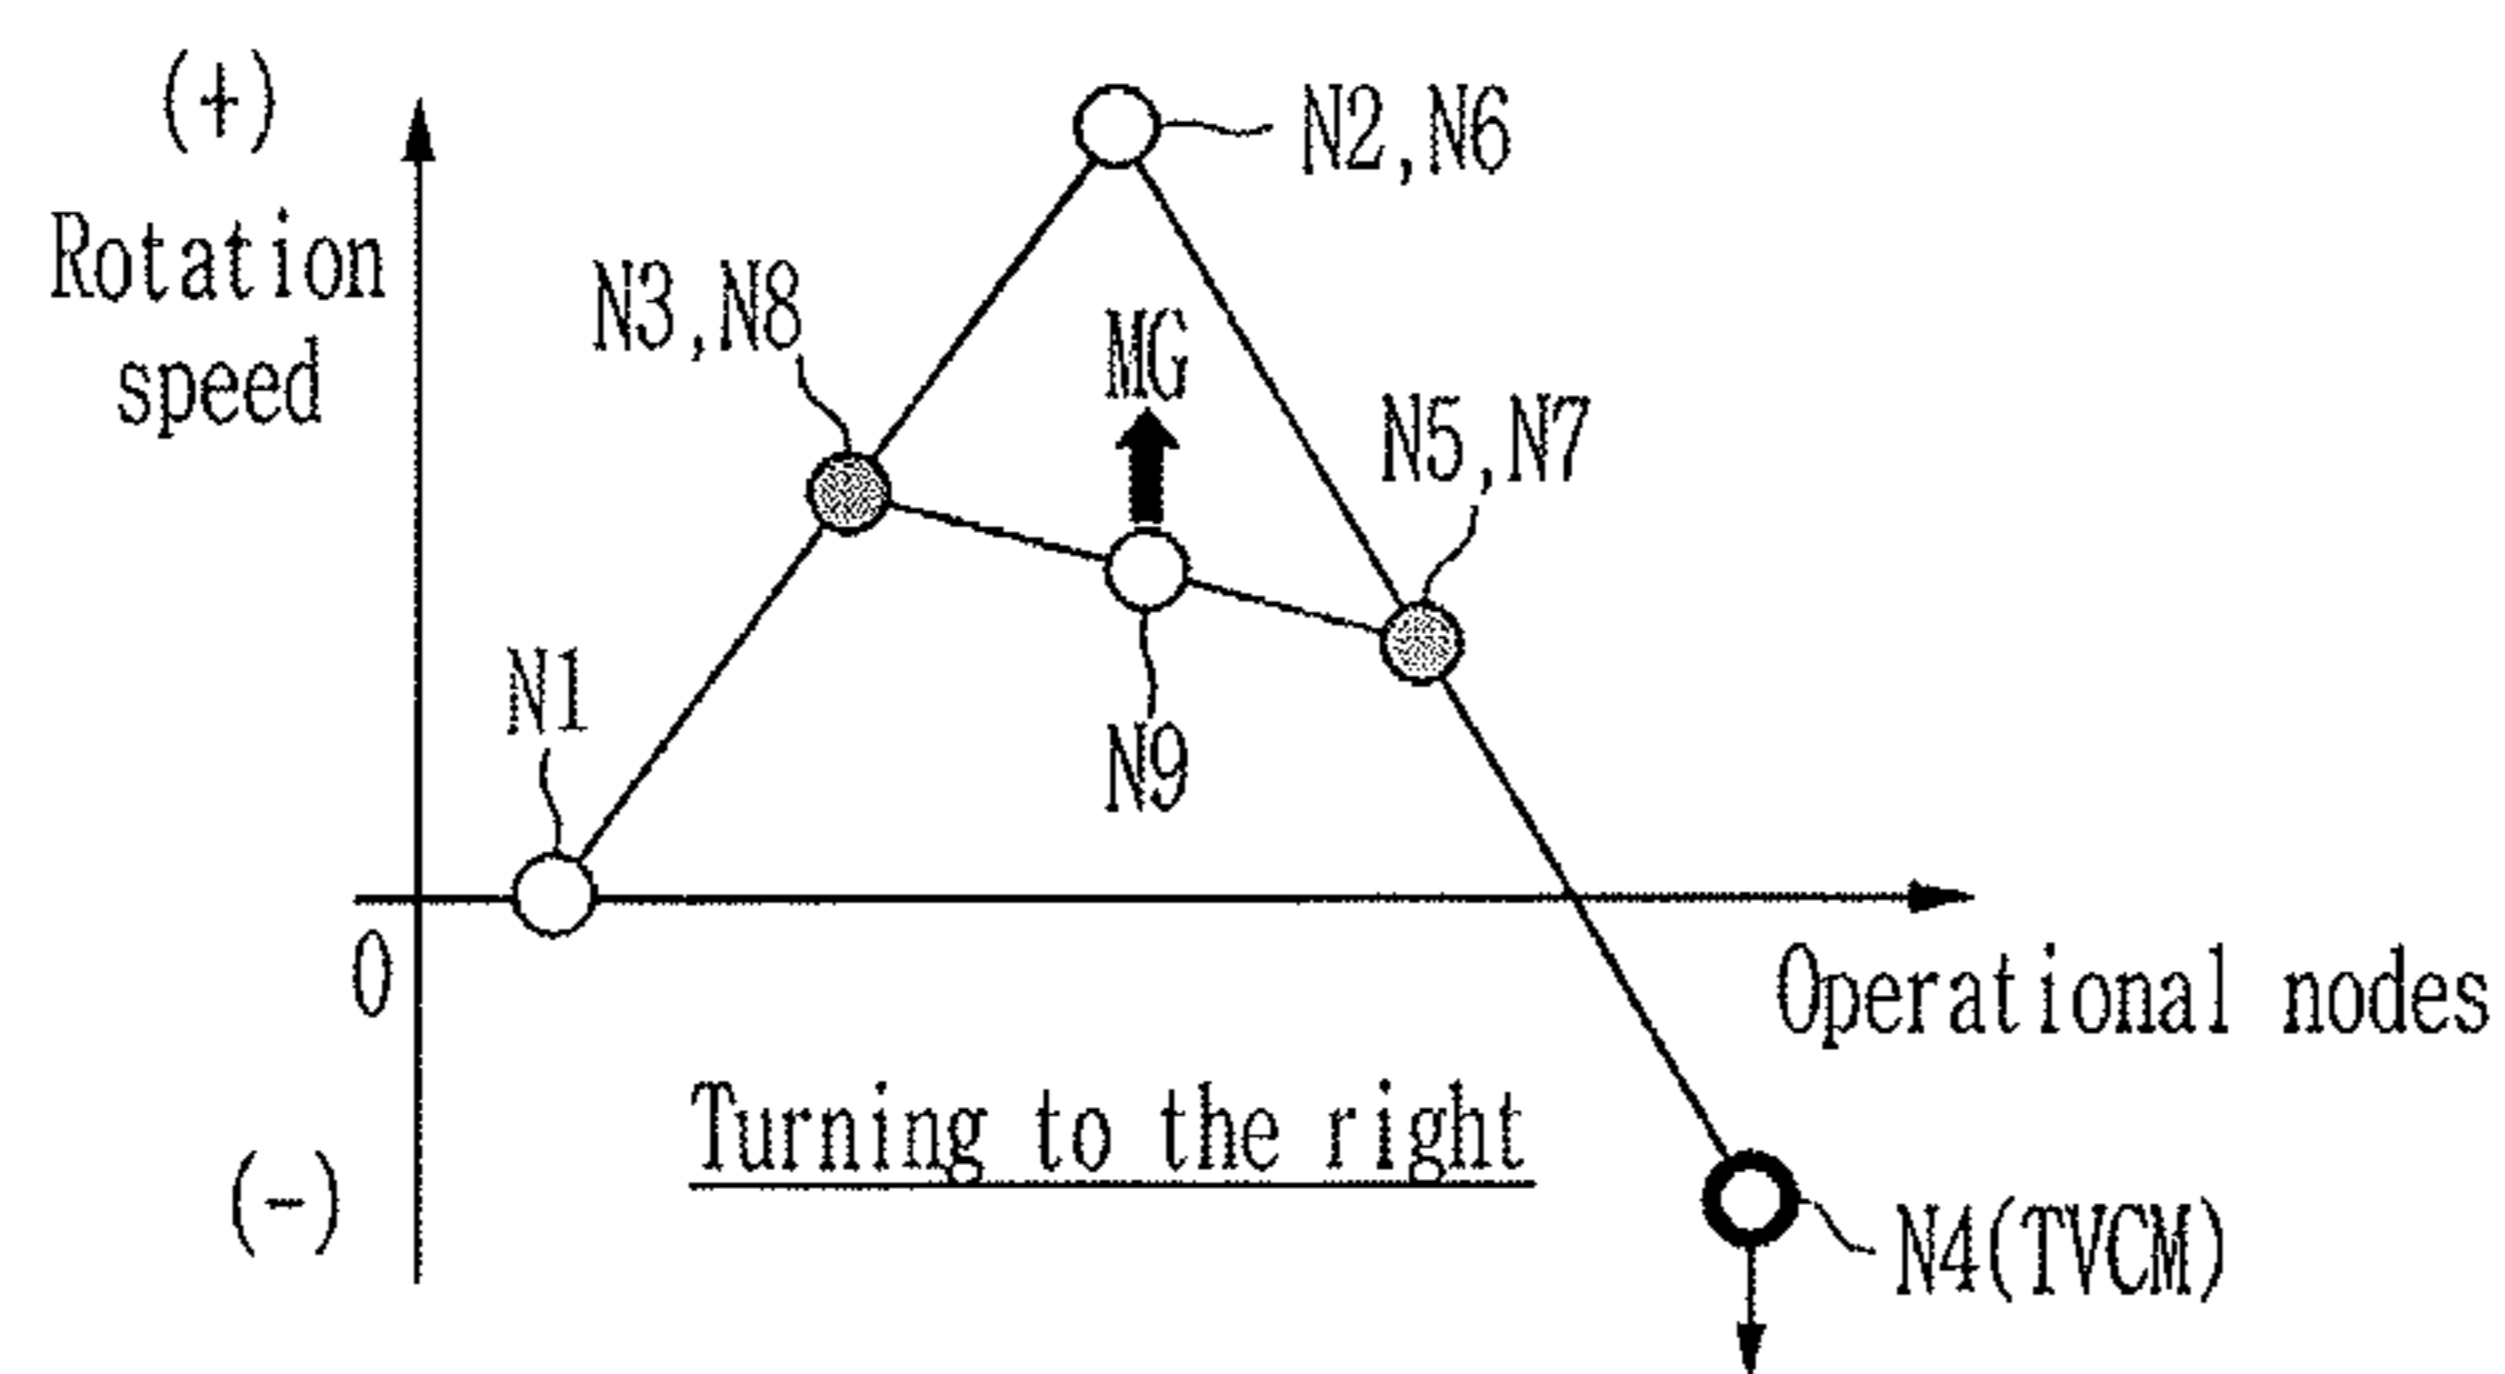 (+)
Rotation
speed
N2,N6
N3,N8
MG
N5,N7
N1
N9
0
Operational nodes
Turning to the right
(-)
N4(TVCM)